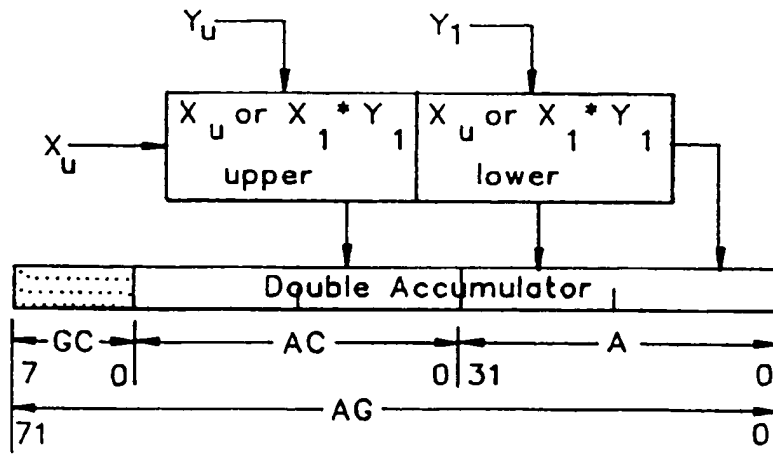 Yu Y1
Xu or X1 * Y1 Xu or X1 * Y1
Xu
upper lower
Double Accumulator
GC AC A
7 0 0 31 0
AG
71 0